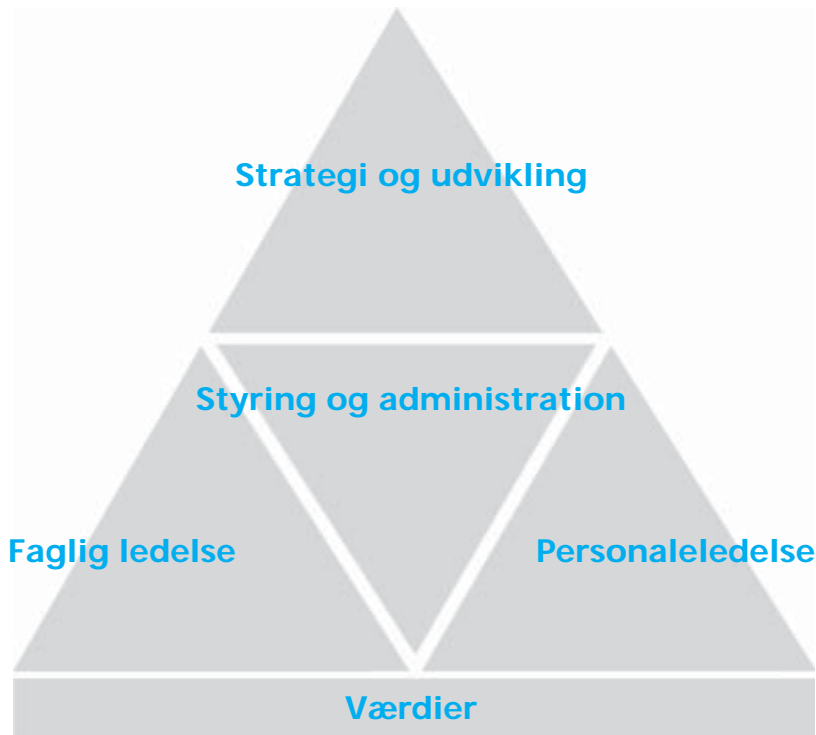 Strategi og udvikling
Styring og administration
Faglig ledelse
Personaleledelse
Værdier